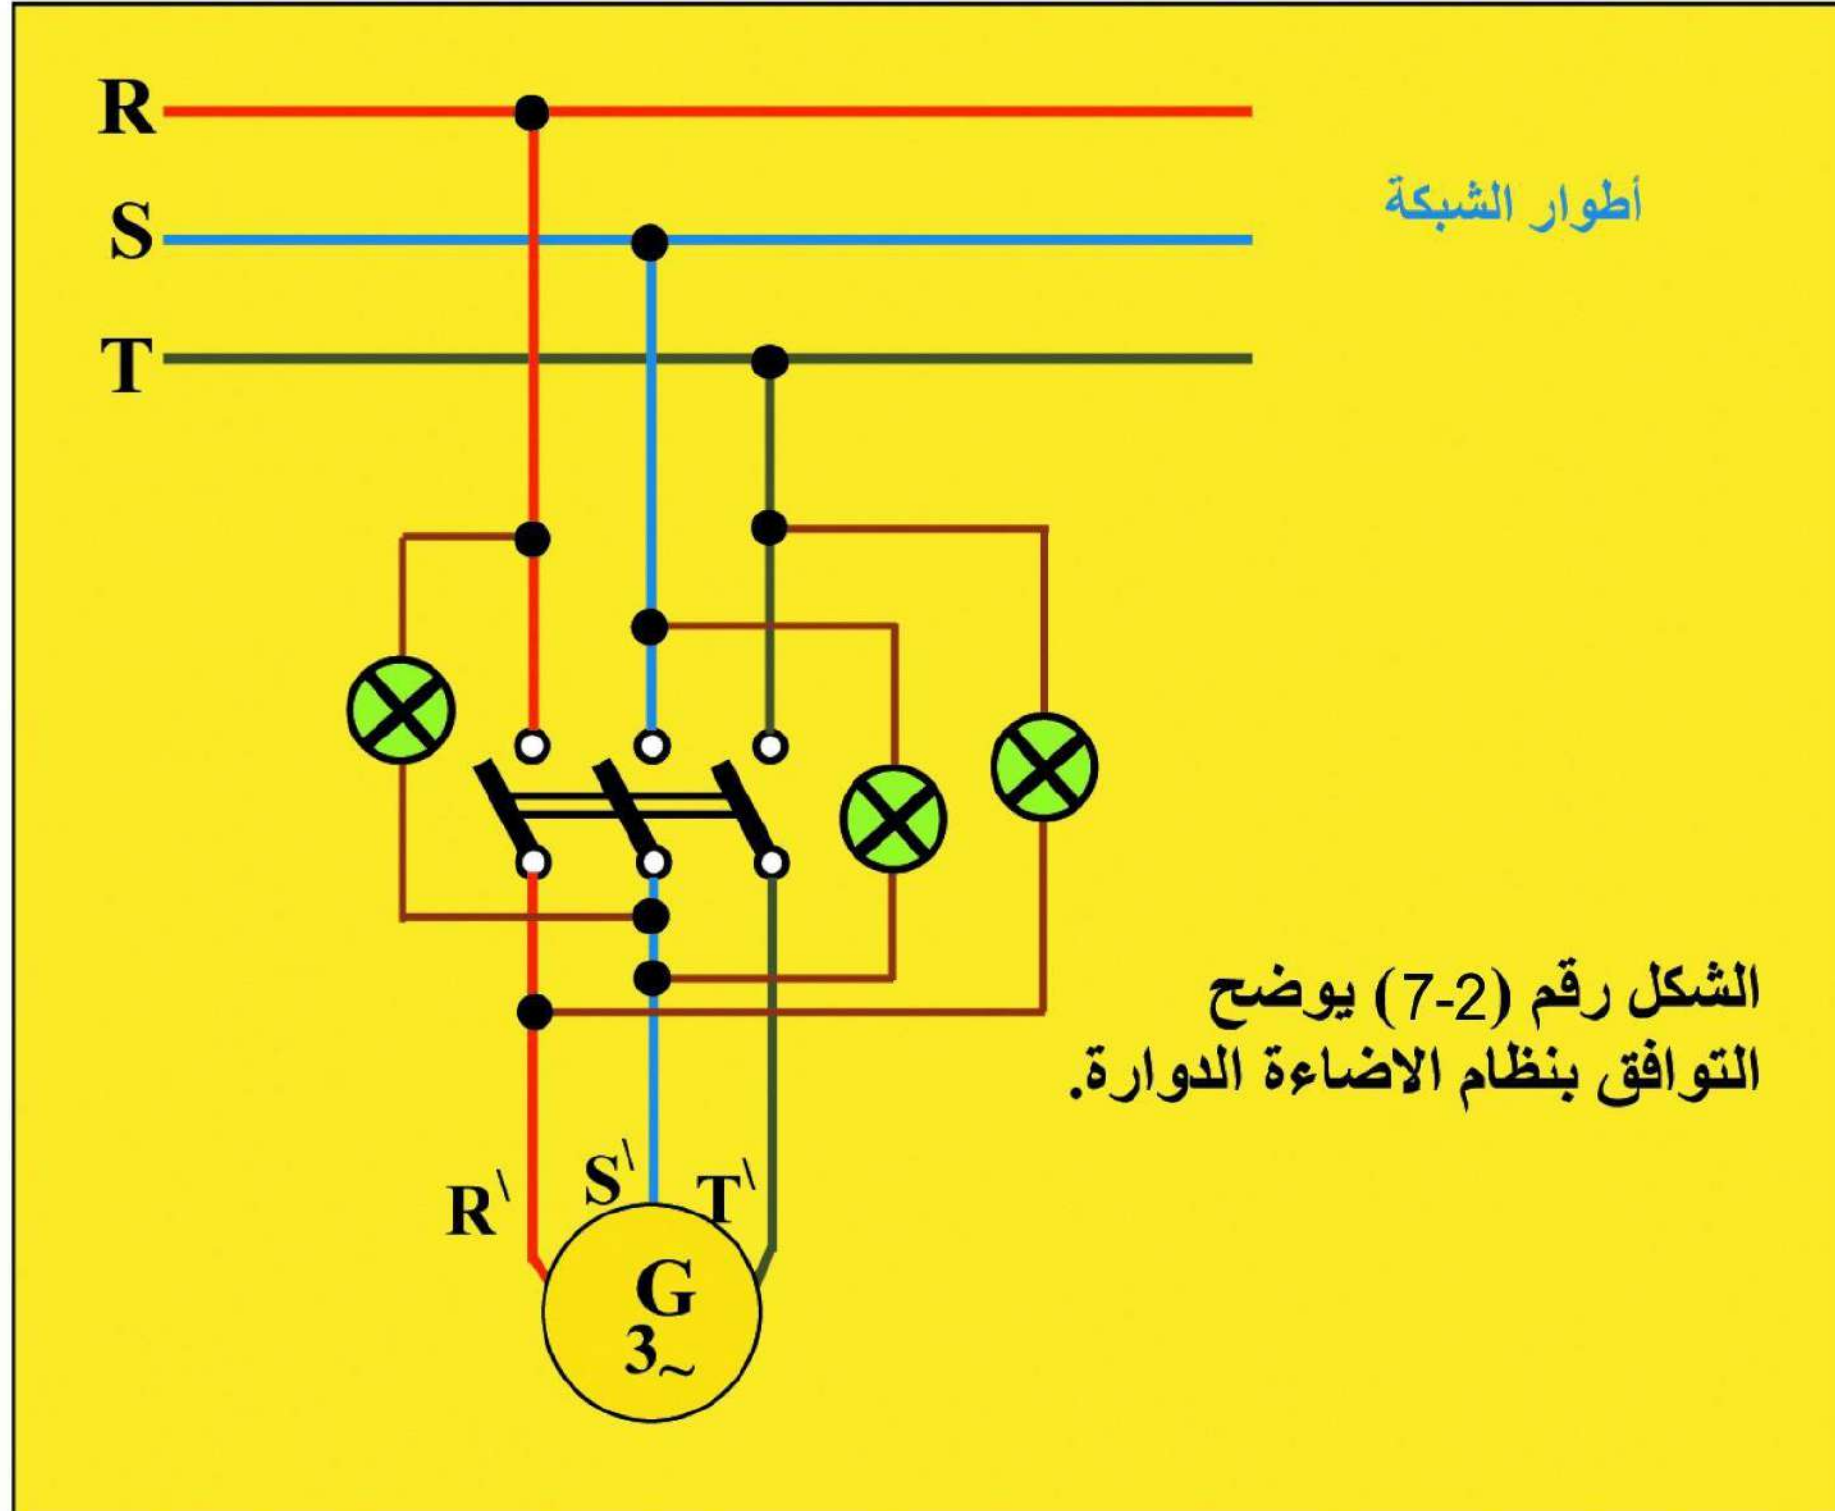 R
S
أطوار الشبكة
T
الشكل رقم (2-7) يوضح
التوافق بنظام الاضاءة الدوارة.
R\ S\ T\
G
3~